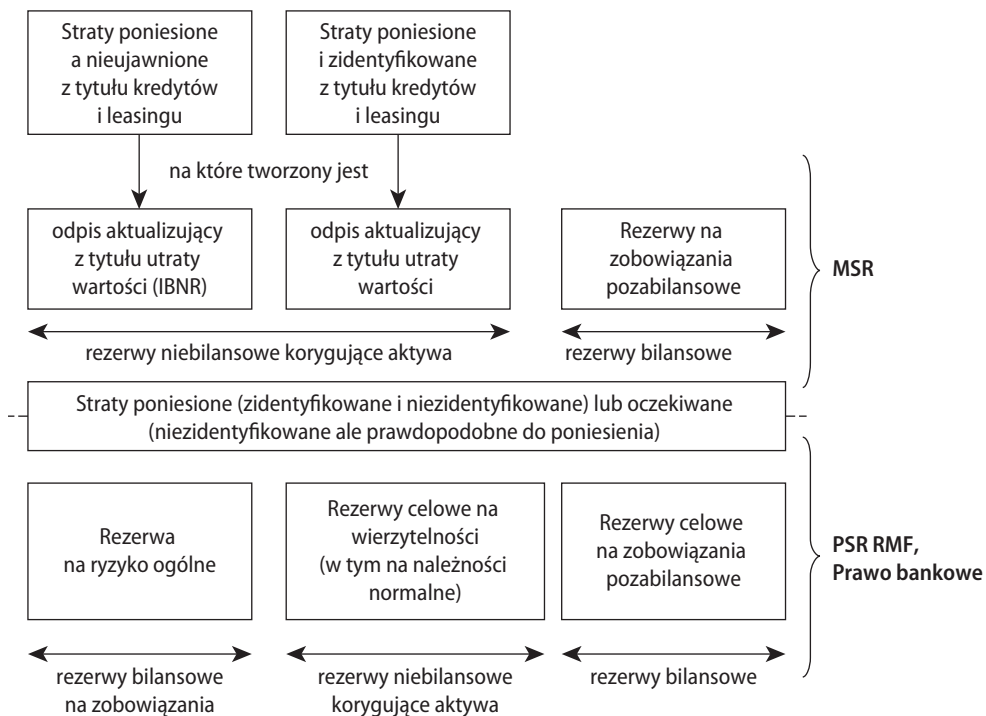 Straty poniesione
a nieujawnione
z tytułu kredytów
i leasingu
Straty poniesione
i zidentyfikowane
z tytułu kredytów
i leasingu
na które tworzony jest
odpis aktualizujący
z tytułu utraty
wartości (IBNR)
odpis aktualizujący
z tytułu utraty
wartości
Rezerwy na
zobowiązania
pozabilansowe
MSR
rezerwy niebilansowe korygujące aktywa
rezerwy bilansowe
Straty poniesione (zidentyfikowane i niezidentyfikowane) lub oczekiwane
(niezidentyfikowane ale prawdopodobne do poniesienia)
Rezerwa
na ryzyko ogólne
Rezerwy celowe na
wierzytelności
(w tym na należności
normalne)
Rezerwy celowe
na zobowiązania
pozabilansowe
PSR RMF,
Prawo bankowe
rezerwy bilansowe
na zobowiązania
rezerwy niebilansowe
korygujące aktywa
rezerwy bilansowe